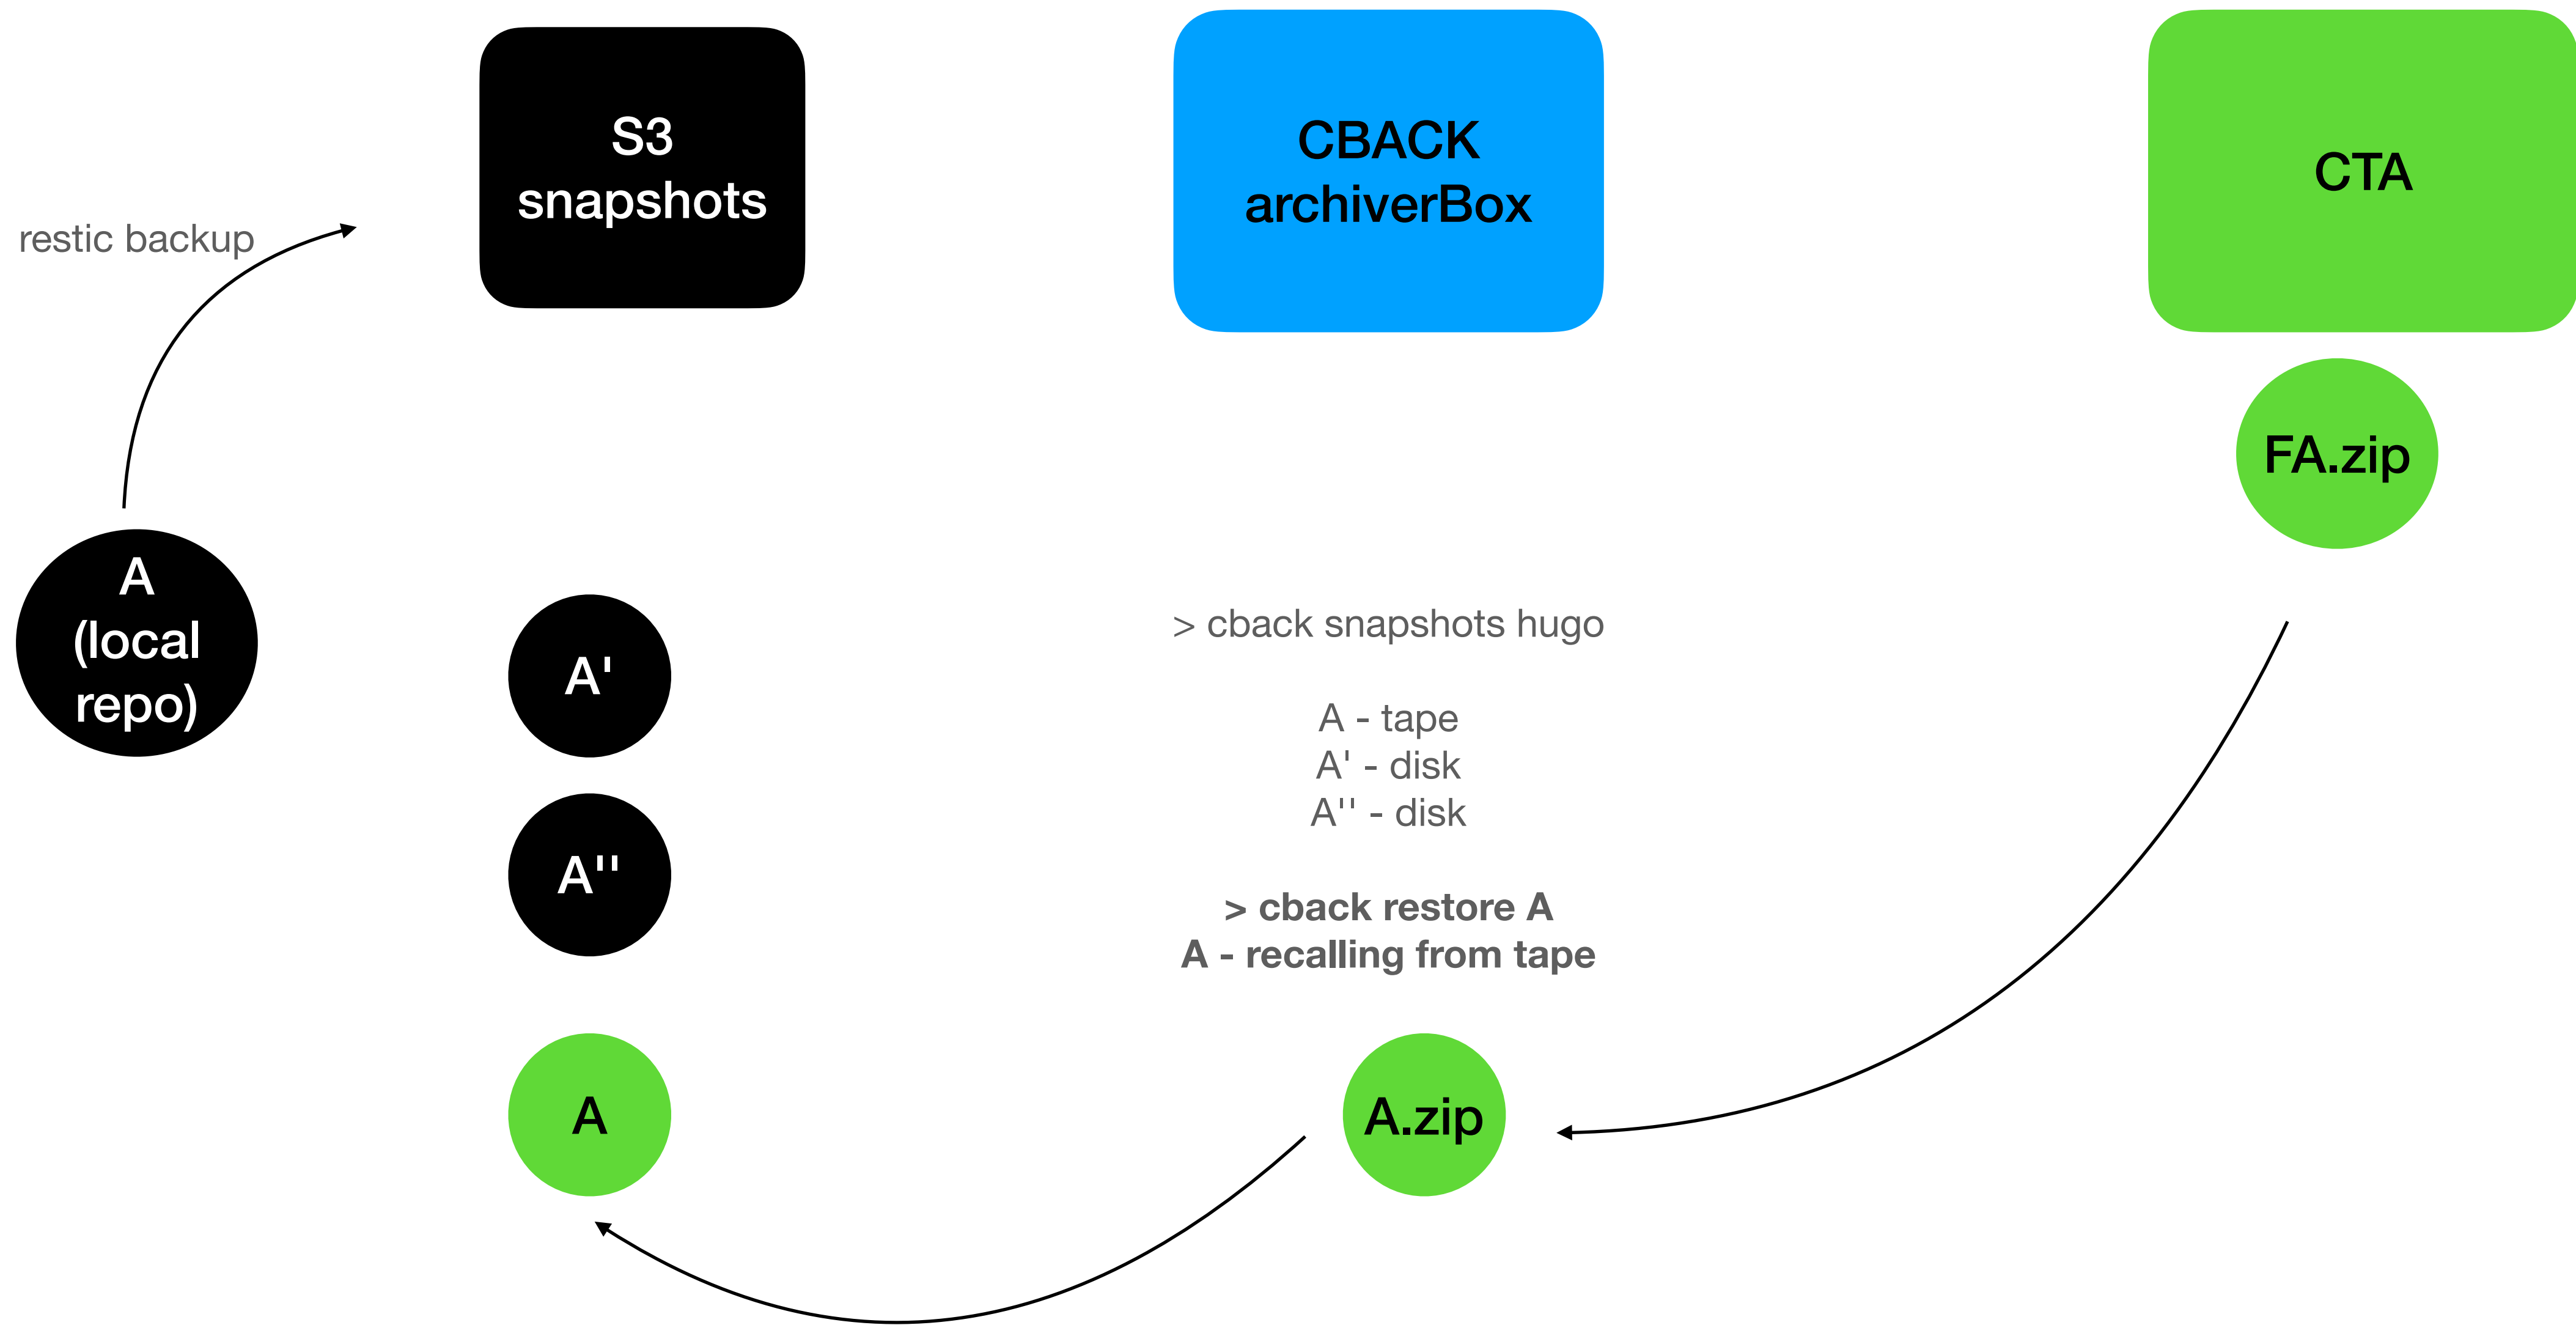 S3
snapshots
CBACK
archiverBox
CTA
restic backup
FA.zip
A
(local
repo)
A'
A''
> cback snapshots hugo
A - tape
A' - disk
A'' - disk
> cback restore A
A - recalling from tape
A
A.zip